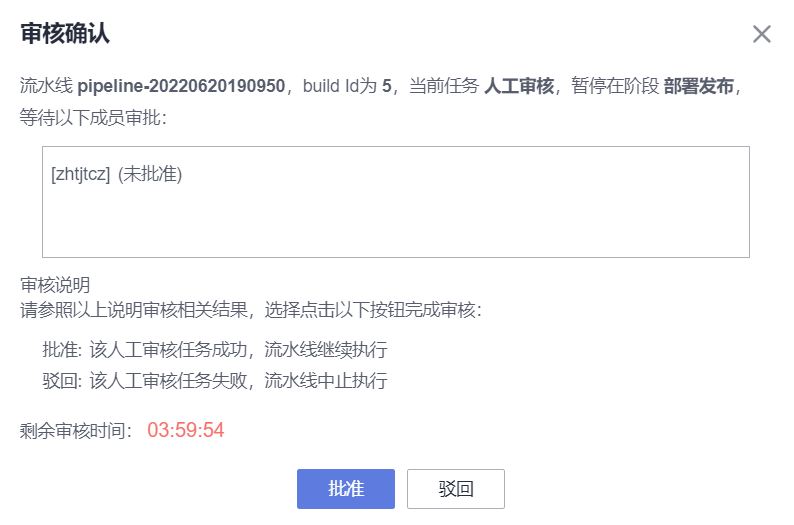 审核确认
流水线 pipeline-20220620190950，build Id为 5，当前任务 人工审核，暂停在阶段 部署发布，
等待以下成员审批：
[zhtjtcz] (未批准)
审核说明
请参照以上说明审核相关结果，选择点击以下按钮完成审核：
批准: 该人工审核任务成功，流水线继续执行
驳回: 该人工审核任务失败，流水线中止执行
剩余审核时间： 03:59:54
批准 驳回